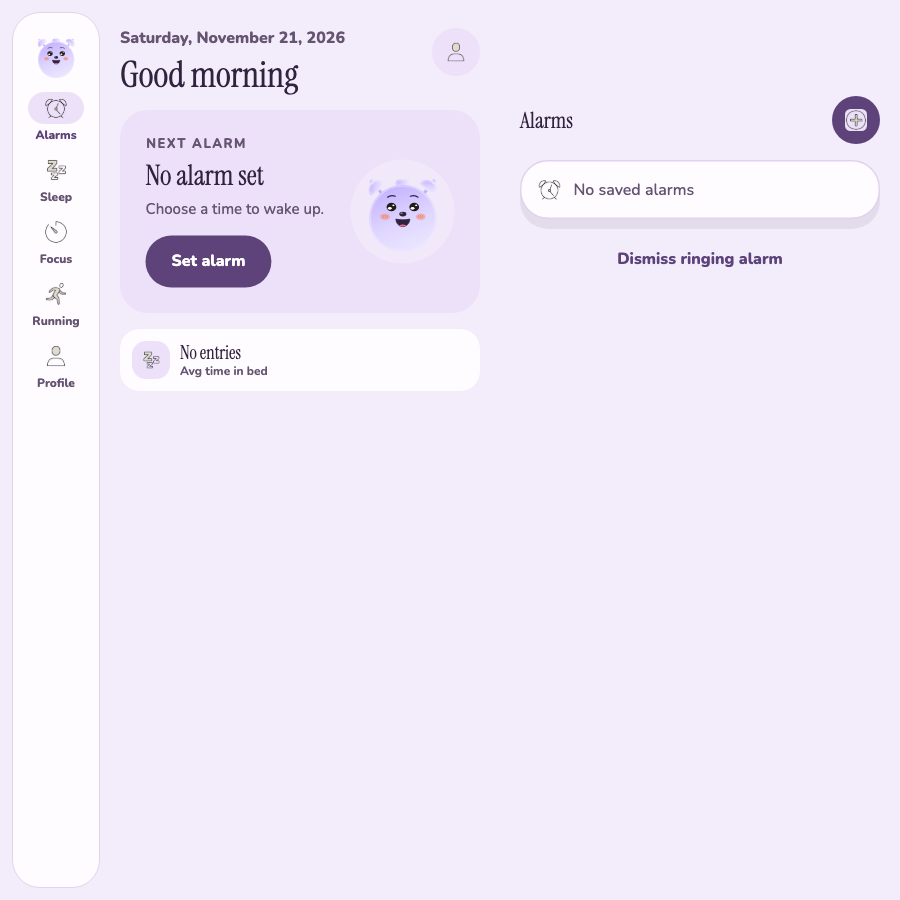 Alarms
Sleep
Focus
Running
Profile
Saturday, November 21, 2026
Good morning
NEXT ALARM
No alarm set
Choose a time to wake up.
Set alarm
No entries
Avg time in bed
Alarms
No saved alarms
Dismiss ringing alarm